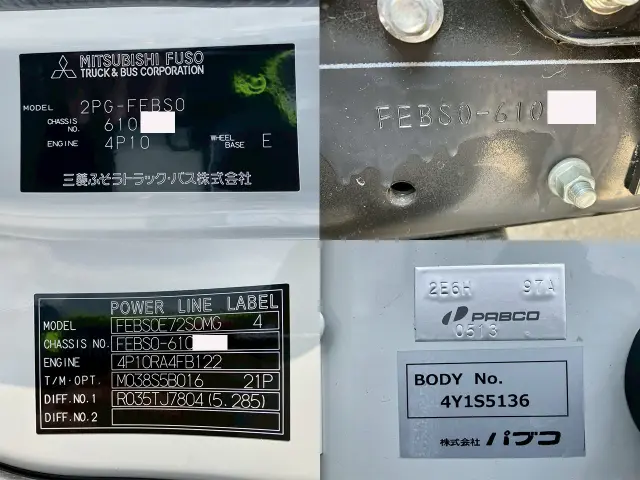 MITSUBISHI FUSO
TRUCK & BUS CORPORATION
MODEL 2PG-FEBS0
CHASSIS NO. 610
ENGINE 4P10 WHEEL BASE E
三菱ふそうトラック・バス株式会社
FEBS0-610
POWER LINE LABEL
MODEL FEBS0E72S0MG 4
CHASSIS NO. FEBS0-610
ENGINE 4P10RA4FB122
T/M・OPT. M038S5B016 21P
DIFF.NO.1 R035TJ7804(5.285)
DIFF.NO.2
2E6H 97A
PABCO
0513
BODY No.
4Y1S5136
株式会社 パブコ